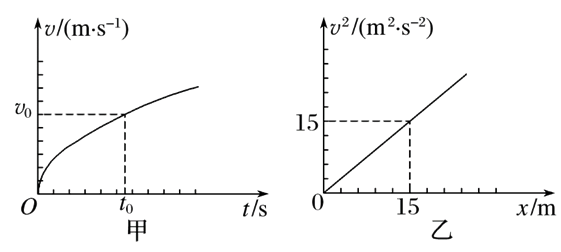 v/(m·s⁻¹)
v₀
O
t₀
t/s
甲
v²/(m²·s⁻²)
15
0
15
x/m
乙